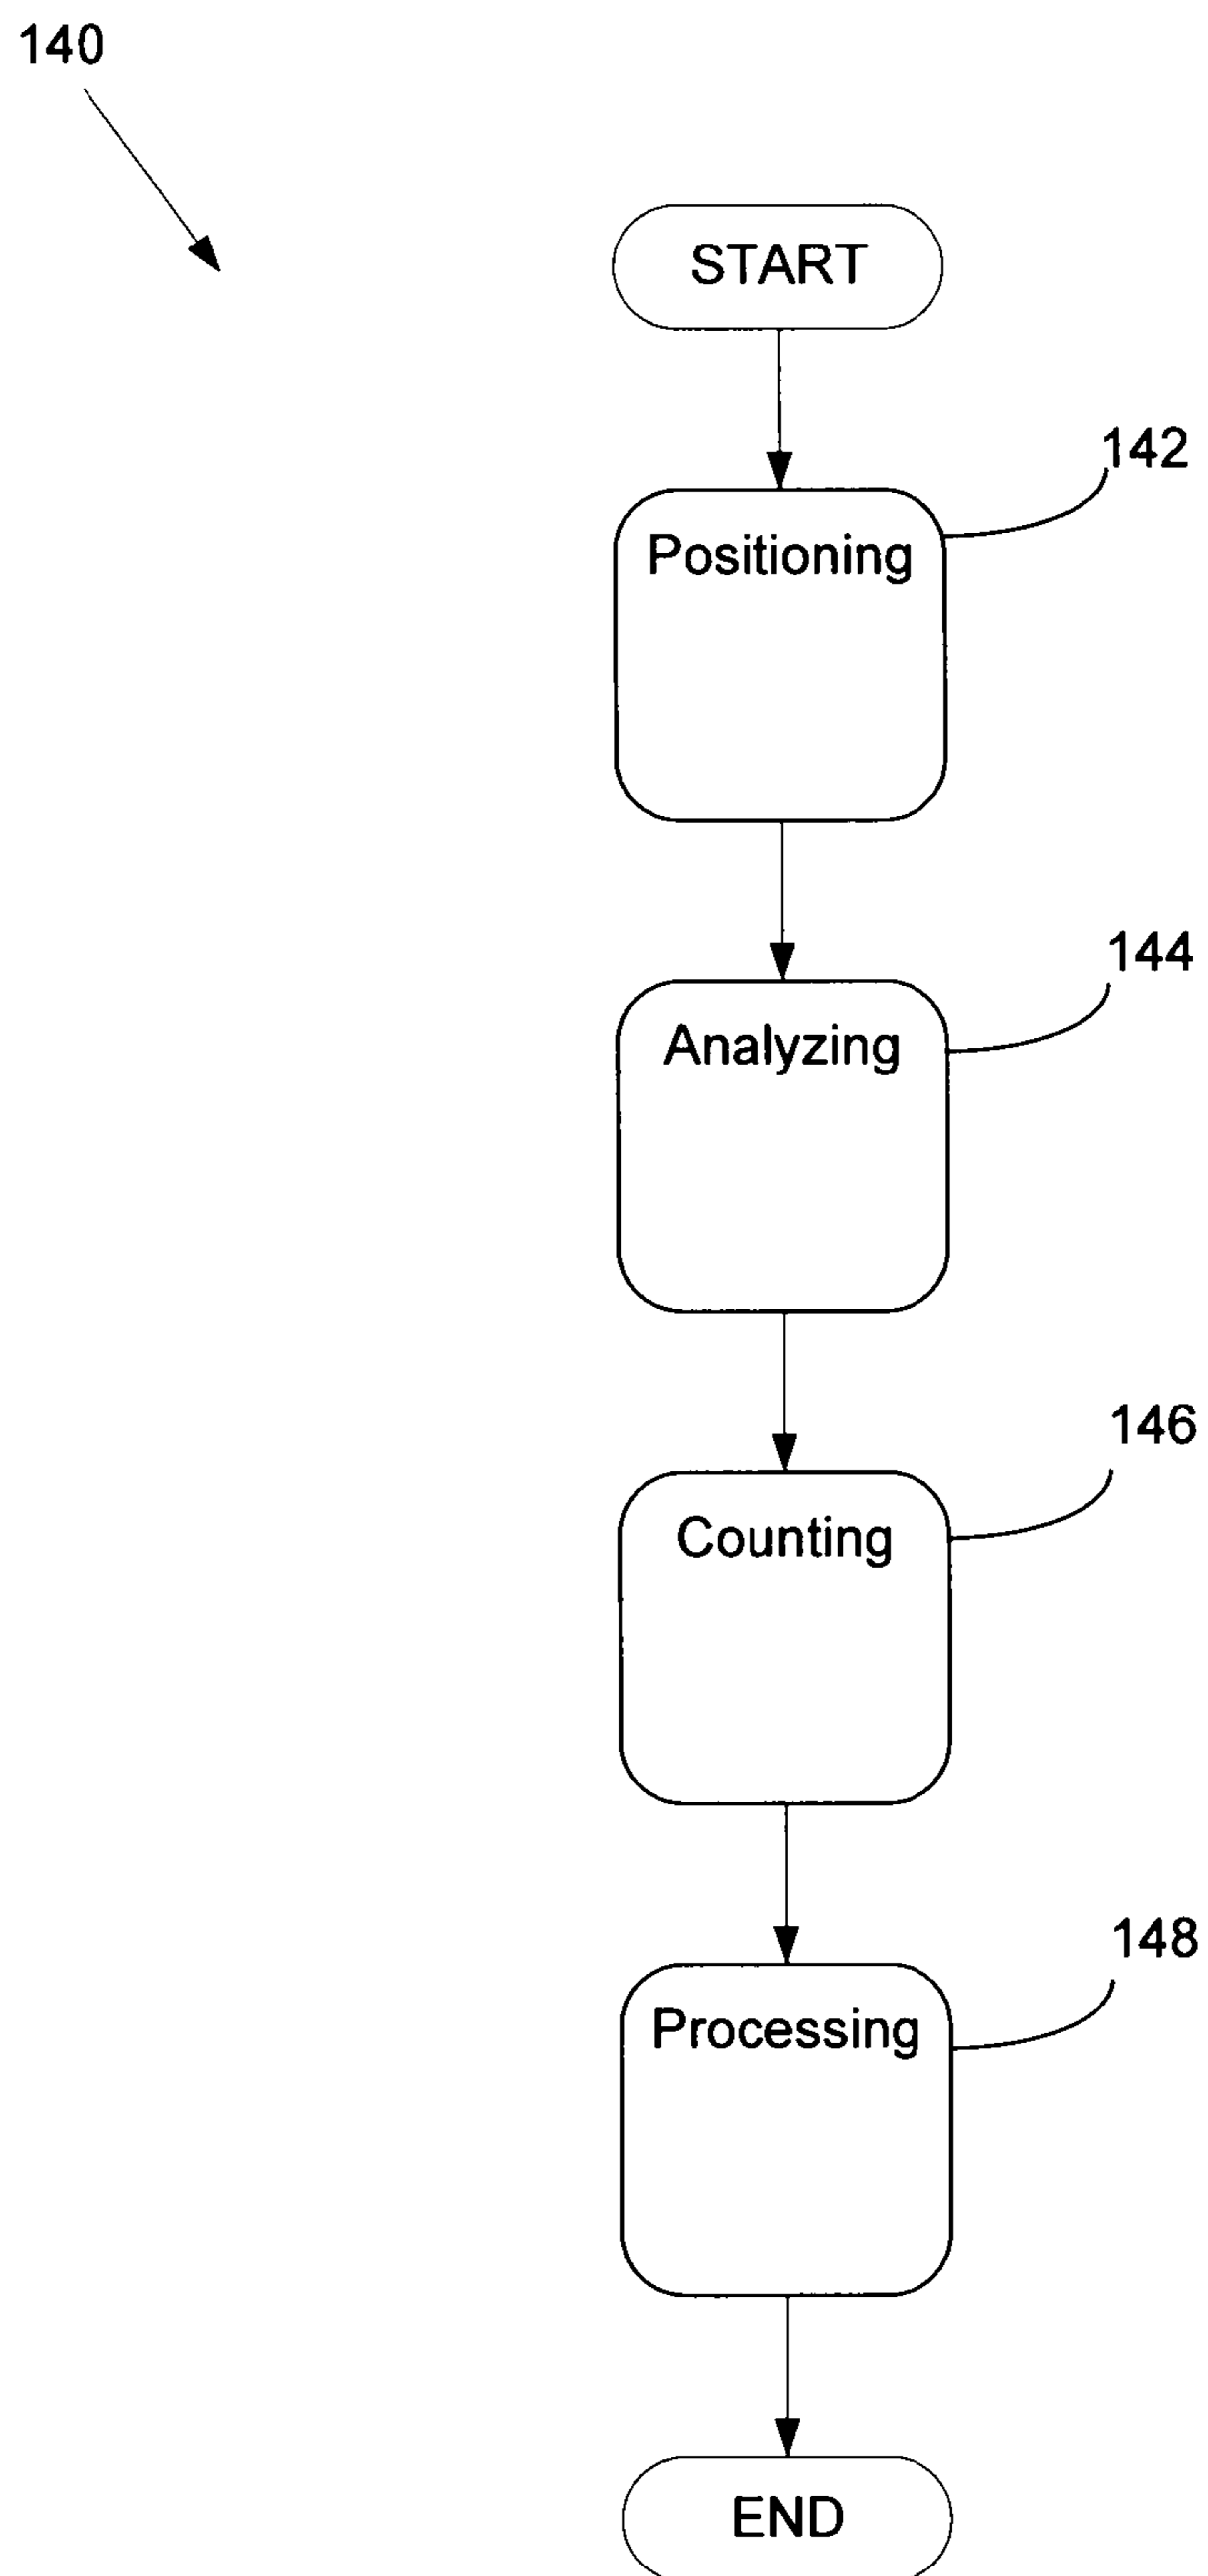 140
START
142
Positioning
144
Analyzing
146
Counting
148
Processing
END